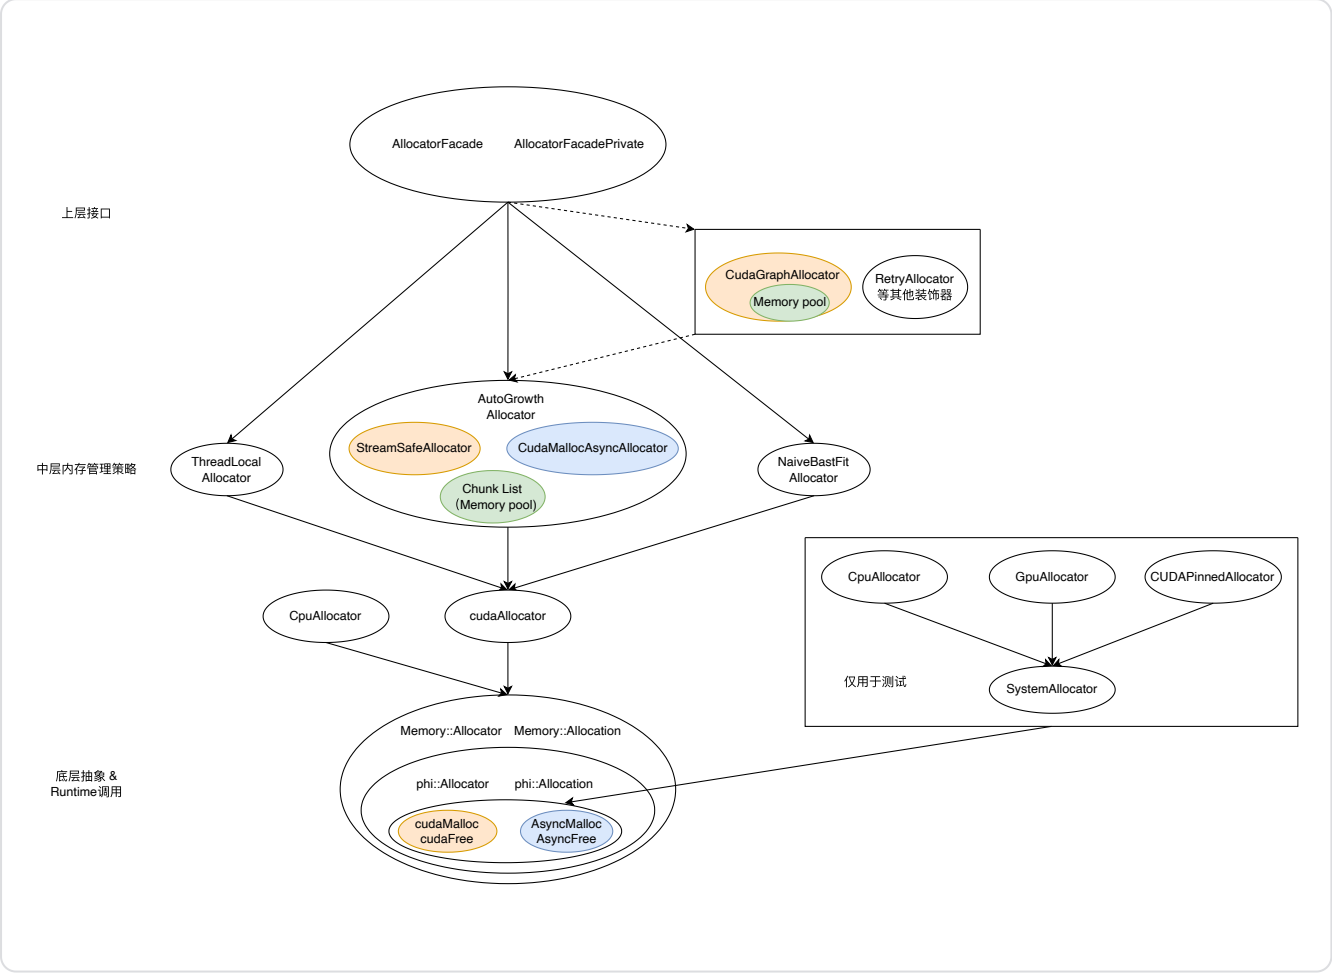 AllocatorFacade
AllocatorFacadePrivate
上层接口
CudaGraphAllocator
Memory pool
RetryAllocator
等其他装饰器
AutoGrowth
Allocator
StreamSafeAllocator
CudaMallocAsyncAllocator
Chunk List
(Memory pool)
中层内存管理策略
ThreadLocal
Allocator
NaiveBastFit
Allocator
CpuAllocator
cudaAllocator
CpuAllocator
GpuAllocator
CUDAPinnedAllocator
仅用于测试
SystemAllocator
底层抽象 &
Runtime调用
Memory::Allocator
Memory::Allocation
phi::Allocator
phi::Allocation
cudaMalloc
cudaFree
AsyncMalloc
AsyncFree